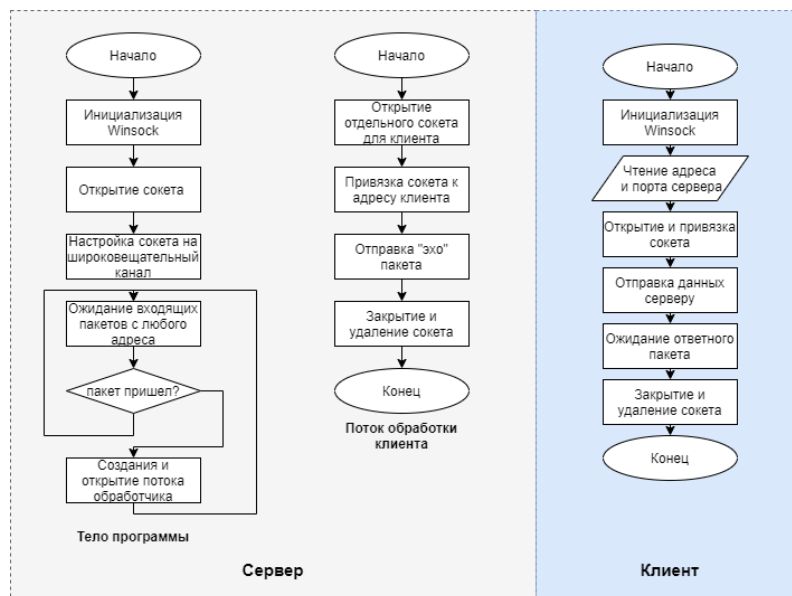 Начало
Инициализация
Winsock
Открытие сокета
Настройка сокета на
широковещательный
канал
Ожидание входящих
пакетов с любого
адреса
пакет пришел?
Создания и
открытие потока
обработчика
Тело программы
Начало
Открытие
отдельного сокета
для клиента
Привязка сокета к
адресу клиента
Отправка "эхо"
пакета
Закрытие и
удаление сокета
Конец
Поток обработки
клиента
Сервер
Начало
Инициализация
Winsock
Чтение адреса
и порта сервера
Открытие и привязка
сокета
Отправка данных
серверу
Ожидание ответного
пакета
Закрытие и
удаление сокета
Конец
Клиент